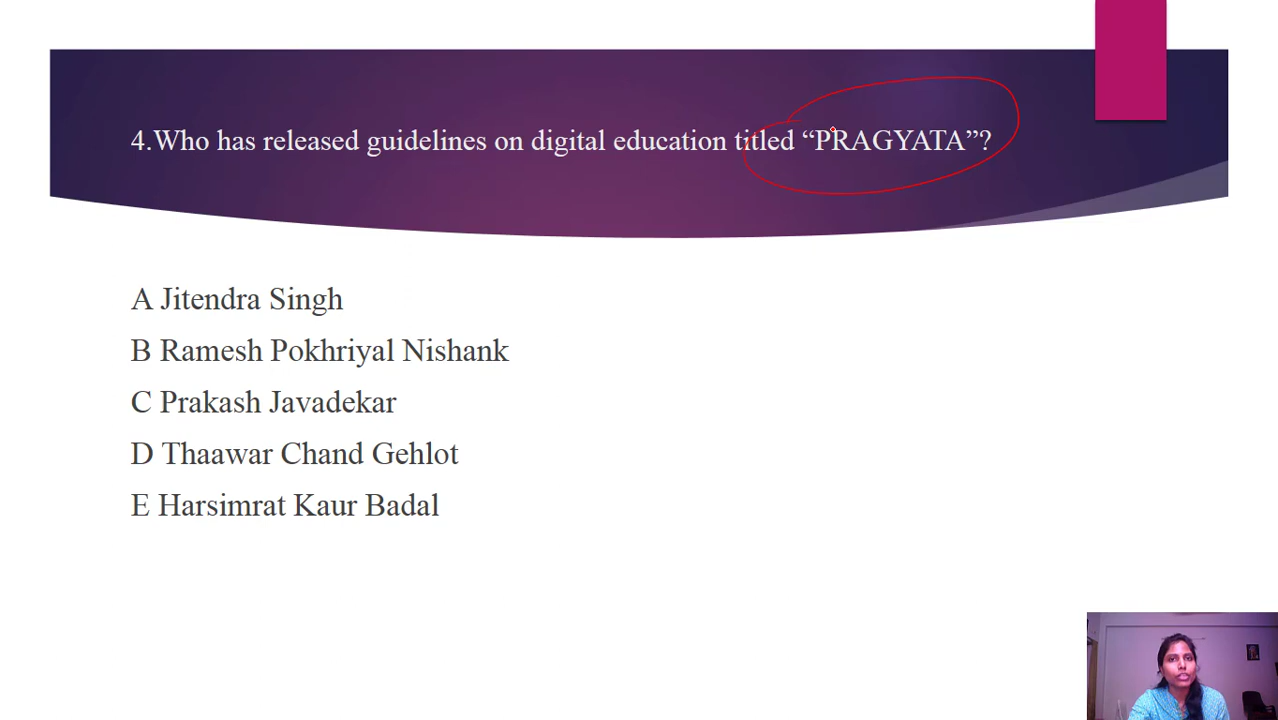 4.Who has released guidelines on digital education titled “PRAGYATA”?
A Jitendra Singh
B Ramesh Pokhriyal Nishank
C Prakash Javadekar
D Thaawar Chand Gehlot
E Harsimrat Kaur Badal